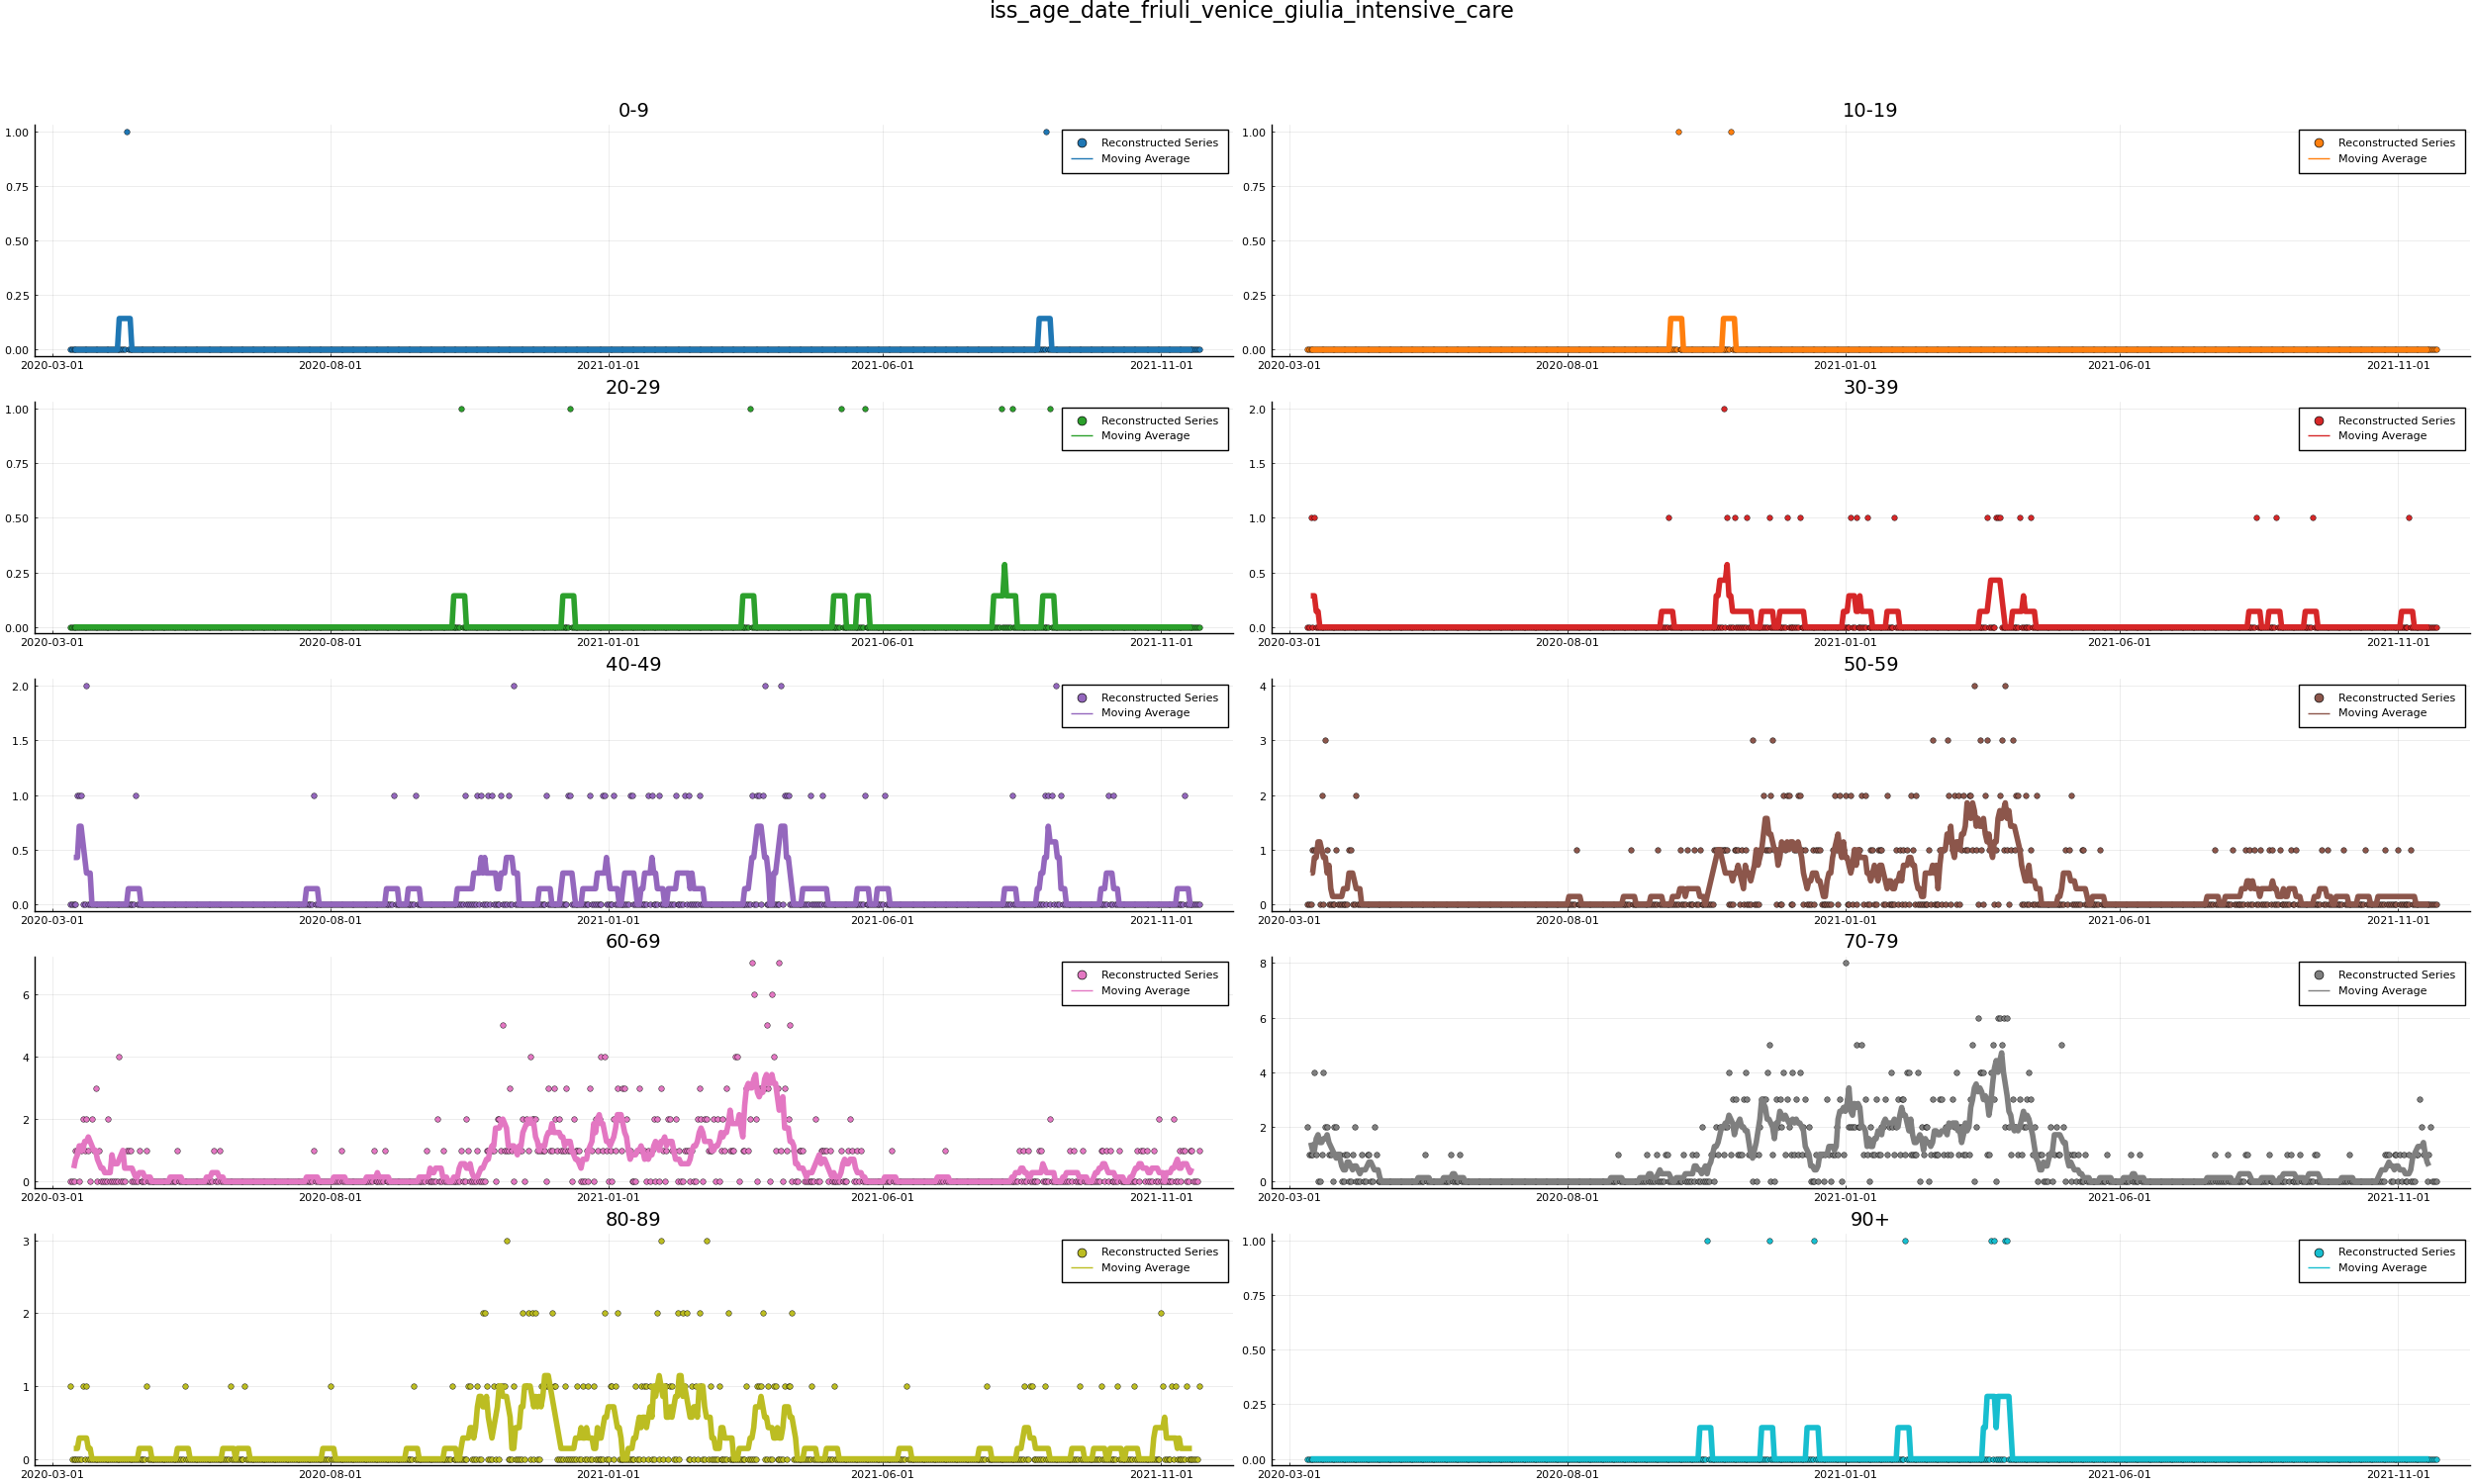 iss_age_date_friuli_venice_giulia_intensive_care
0-9
1.00
0.75
0.50
0.25
0.00
Reconstructed Series
Moving Average
2020-03-01 2020-08-01 2021-01-01 2021-06-01 2021-11-01
10-19
1.00
0.75
0.50
0.25
0.00
Reconstructed Series
Moving Average
2020-03-01 2020-08-01 2021-01-01 2021-06-01 2021-11-01
20-29
1.00
0.75
0.50
0.25
0.00
Reconstructed Series
Moving Average
2020-03-01 2020-08-01 2021-01-01 2021-06-01 2021-11-01
30-39
2.0
1.5
1.0
0.5
0.0
Reconstructed Series
Moving Average
2020-03-01 2020-08-01 2021-01-01 2021-06-01 2021-11-01
40-49
2.0
1.5
1.0
0.5
0.0
Reconstructed Series
Moving Average
2020-03-01 2020-08-01 2021-01-01 2021-06-01 2021-11-01
50-59
4
3
2
1
0
Reconstructed Series
Moving Average
2020-03-01 2020-08-01 2021-01-01 2021-06-01 2021-11-01
60-69
6
4
2
0
Reconstructed Series
Moving Average
2020-03-01 2020-08-01 2021-01-01 2021-06-01 2021-11-01
70-79
8
6
4
2
0
Reconstructed Series
Moving Average
2020-03-01 2020-08-01 2021-01-01 2021-06-01 2021-11-01
80-89
3
2
1
0
Reconstructed Series
Moving Average
2020-03-01 2020-08-01 2021-01-01 2021-06-01 2021-11-01
90+
1.00
0.75
0.50
0.25
0.00
Reconstructed Series
Moving Average
2020-03-01 2020-08-01 2021-01-01 2021-06-01 2021-11-01